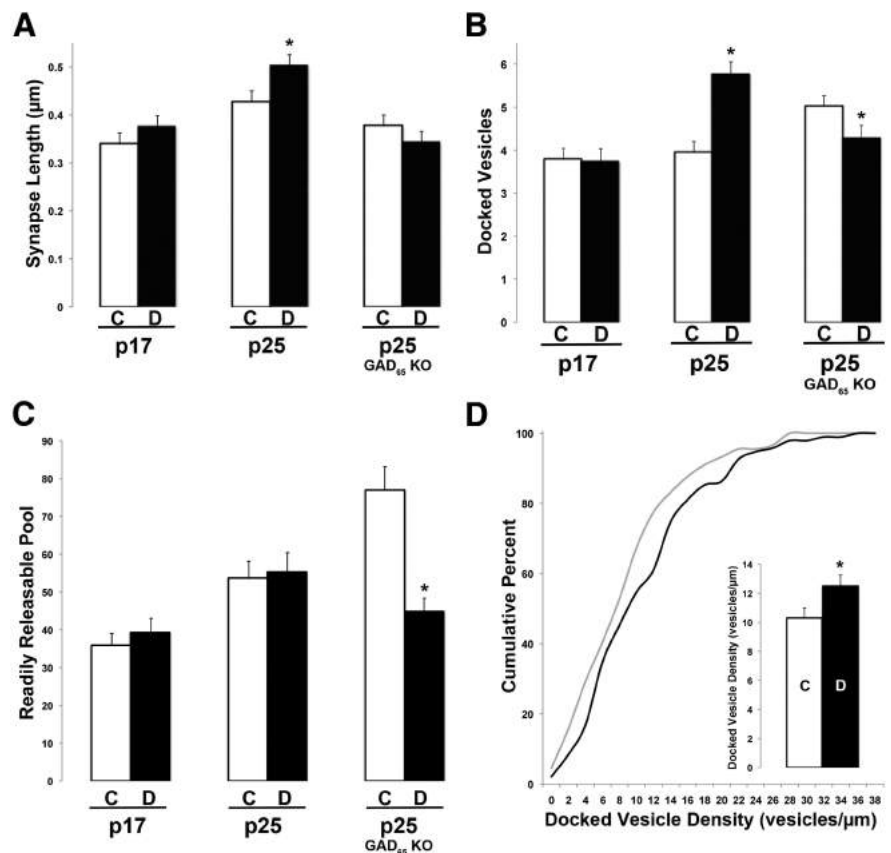 A
Synapse Length (μm)
0.5
0.4
0.3
0.2
0.1
0
*
C D C D C D
p17 p25 p25
GAD65 KO
B
Docked Vesicles
6
5
4
3
2
1
0
*
*
C D C D C D
p17 p25 p25
GAD65 KO
C
Readily Releasable Pool
90
80
70
60
50
40
30
20
10
00
*
C D C D C D
p17 p25 p25
GAD65 KO
D
Cumulative Percent
100
80
60
40
20
0
0 2 4 6 8 10 12 14 16 18 20 22 24 26 28 30 32 34 36 38
Docked Vesicle Density (vesicles/μm)
Docked Vesicle Density (vesicles/μm)
14
12
10
8
6
4
2
0
*
C D